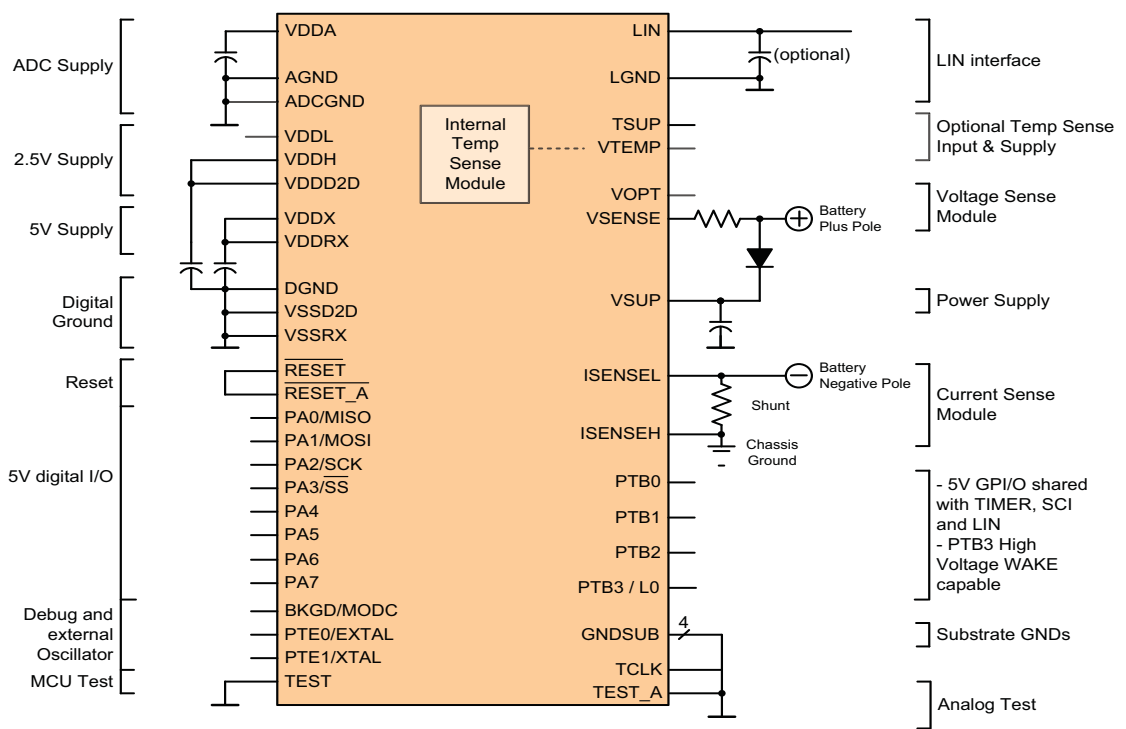 ADC Supply
2.5V Supply
5V Supply
Digital
Ground
Reset
5V digital I/O
Debug and
external
Oscillator
MCU Test
VDDA
AGND
ADCGND
VDDL
VDDH
VDDD2D
VDDX
VDDRX
DGND
VSSD2D
VSSRX
RESET
RESET_A
PA0/MISO
PA1/MOSI
PA2/SCK
PA3/SS
PA4
PA5
PA6
PA7
BKGD/MODC
PTE0/EXTAL
PTE1/XTAL
TEST
Internal
Temp
Sense
Module
LIN
LGND
TSUP
VTEMP
VOPT
VSENSE
VSUP
ISENSEL
ISENSEH
PTB0
PTB1
PTB2
PTB3 / L0
GNDSUB
TCLK
TEST_A
(optional)
Battery
Plus Pole
Battery
Negative Pole
Shunt
Chassis
Ground
4
LIN interface
Optional Temp Sense
Input & Supply
Voltage Sense
Module
Power Supply
Current Sense
Module
- 5V GPI/O shared
with TIMER, SCI
and LIN
- PTB3 High
Voltage WAKE
capable
Substrate GNDs
Analog Test